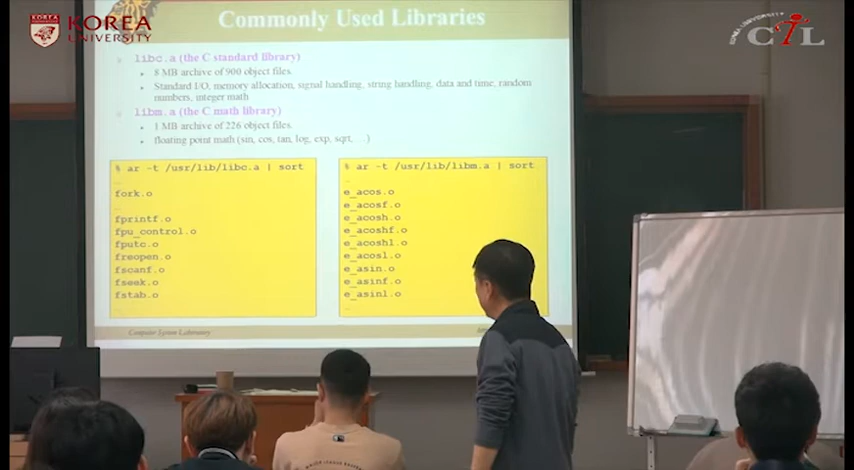 KOREA
UNIVERSITY
Commonly Used Libraries
KOREA UNIVERSITY
CIL
libc.a (the C standard library)
8 MB archive of 900 object files
Standard I/O, memory allocation, signal handling, string handling, data and time, random
numbers, integer math
libm.a (the C math library)
1 MB archive of 226 object files
floating point math (sin, cos, tan, log, exp, sqrt, …)
% ar -t /usr/lib/libc.a | sort
…
fork.o
…
fprintf.o
fpu_control.o
fputc.o
freopen.o
fscanf.o
fseek.o
fstab.o
…
% ar -t /usr/lib/libm.a | sort
…
e_acos.o
e_acosf.o
e_acosh.o
e_acoshf.o
e_acoshl.o
e_acosl.o
e_asin.o
e_asinf.o
e_asinl.o
…
Computer System Laboratory